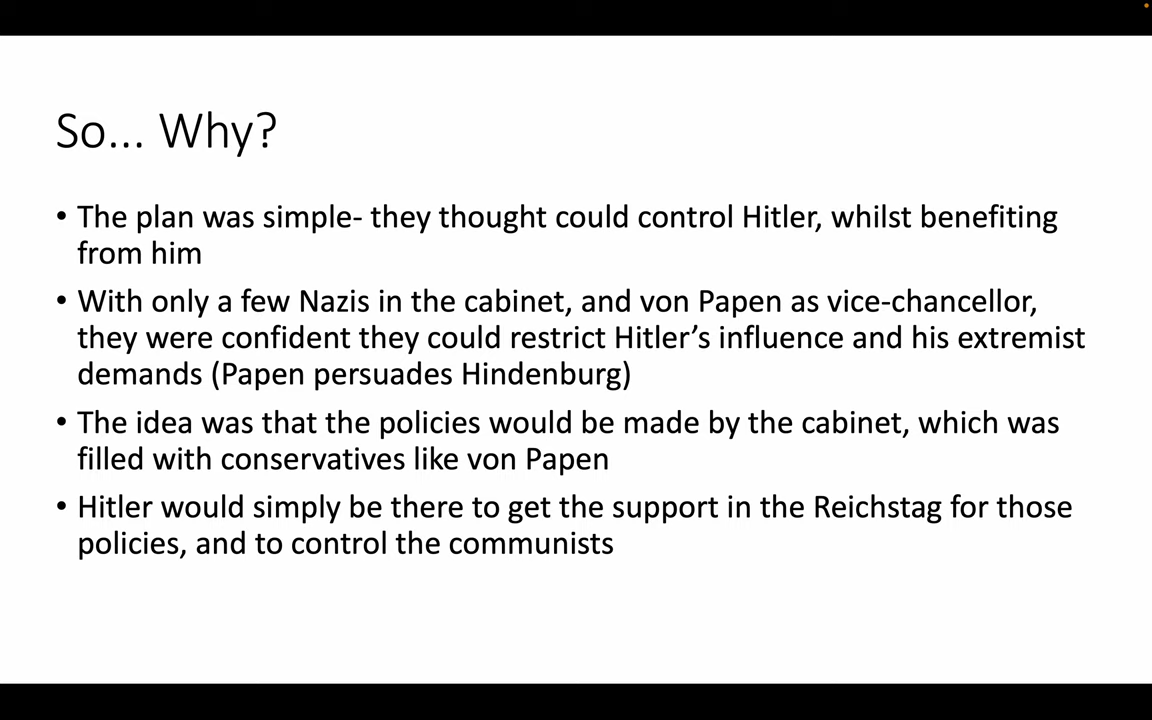 So... Why?
• The plan was simple- they thought could control Hitler, whilst benefiting
from him
• With only a few Nazis in the cabinet, and von Papen as vice-chancellor,
they were confident they could restrict Hitler’s influence and his extremist
demands (Papen persuades Hindenburg)
• The idea was that the policies would be made by the cabinet, which was
filled with conservatives like von Papen
• Hitler would simply be there to get the support in the Reichstag for those
policies, and to control the communists